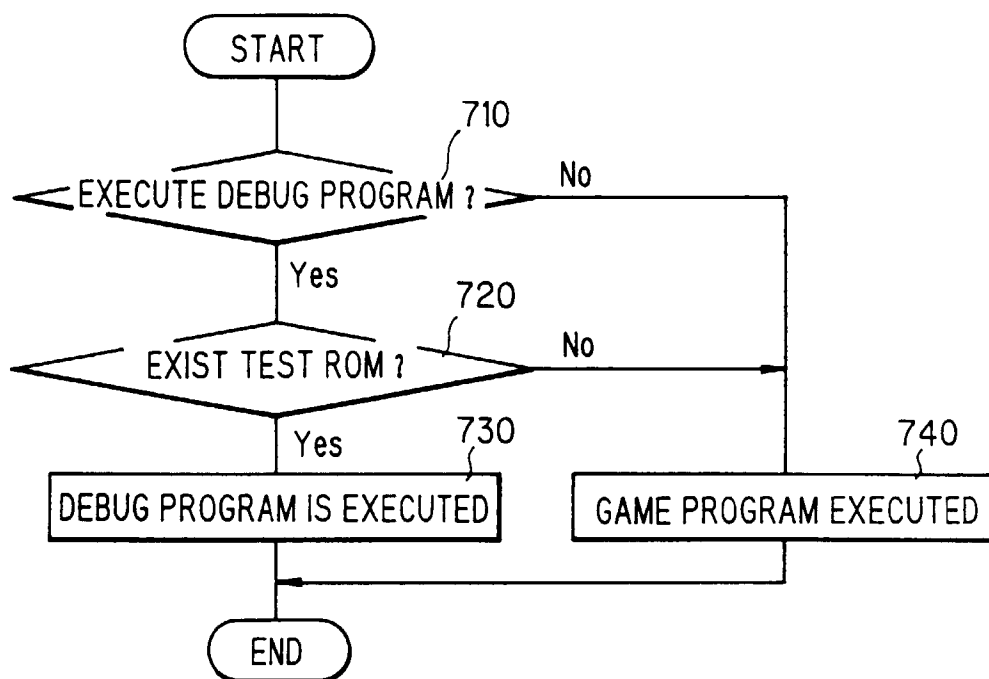 START
710
EXECUTE DEBUG PROGRAM ?
No
Yes
720
EXIST TEST ROM ?
No
Yes
730
740
DEBUG PROGRAM IS EXECUTED
GAME PROGRAM EXECUTED
END